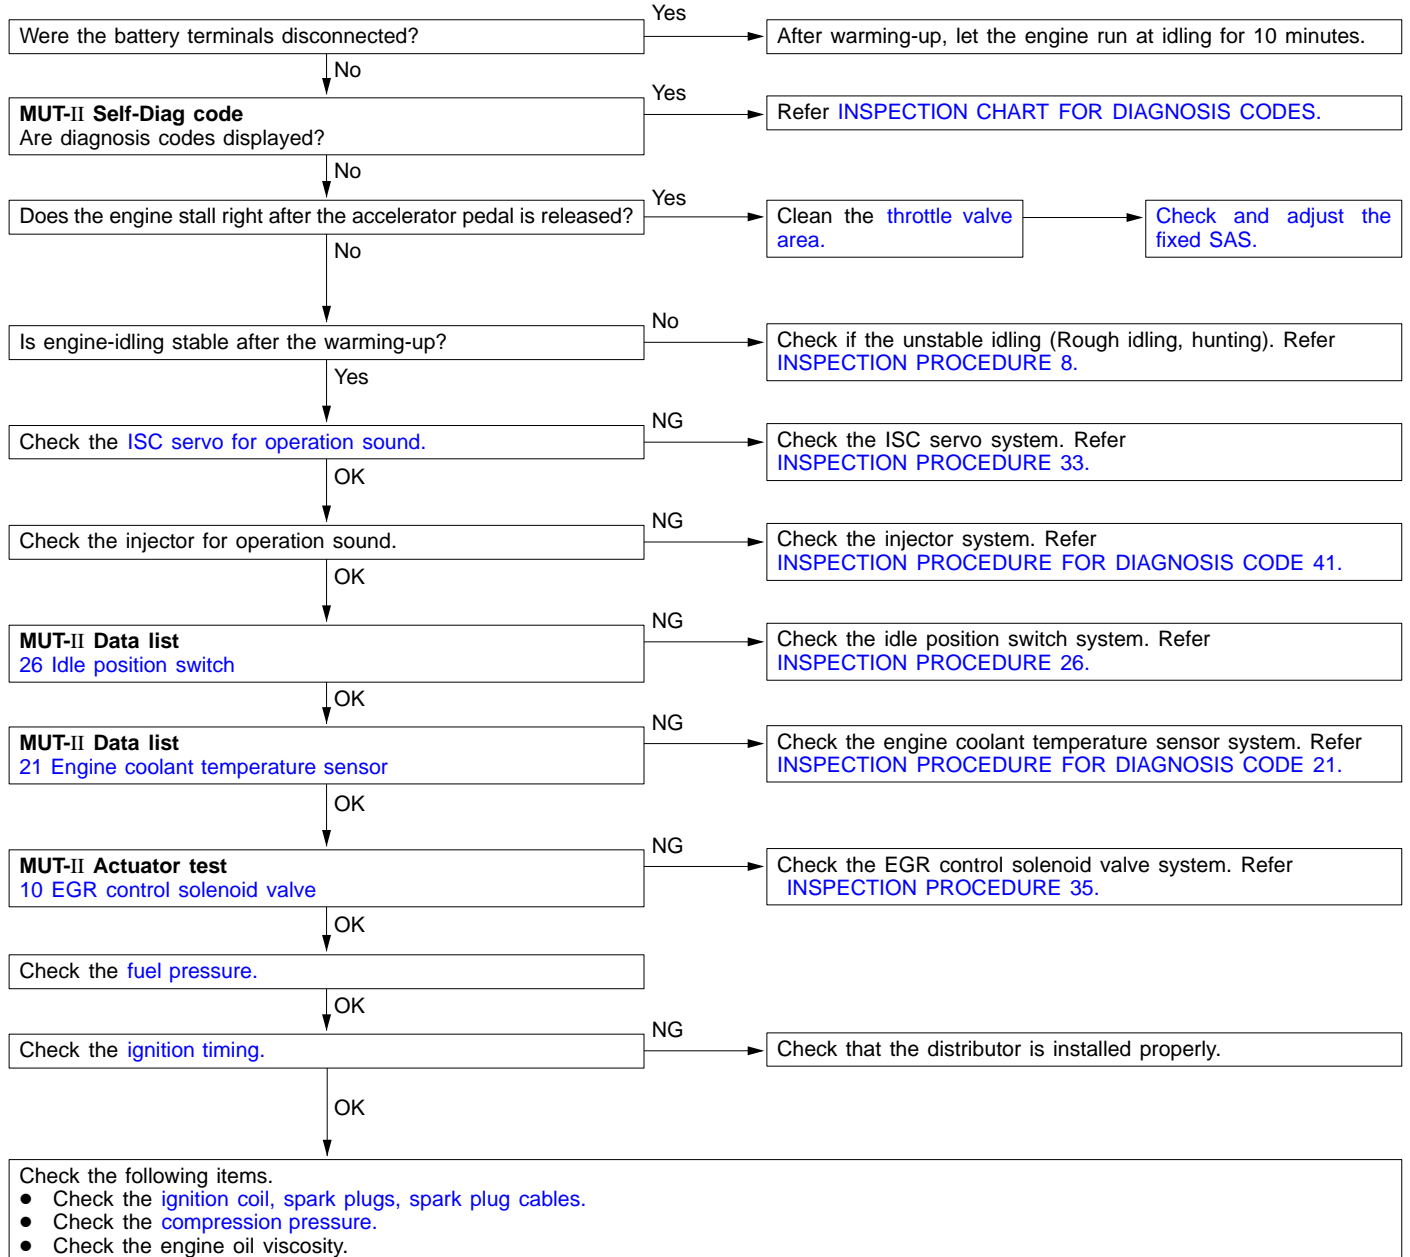 Yes
Were the battery terminals disconnected?
After warming-up, let the engine run at idling for 10 minutes.
No
MUT-II Self-Diag code
Are diagnosis codes displayed?
Yes
Refer INSPECTION CHART FOR DIAGNOSIS CODES.
No
Does the engine stall right after the accelerator pedal is released?
Yes
Clean the throttle valve
area.
Check and adjust the
fixed SAS.
No
Is engine-idling stable after the warming-up?
No
Check if the unstable idling (Rough idling, hunting). Refer
INSPECTION PROCEDURE 8.
Yes
Check the ISC servo for operation sound.
NG
Check the ISC servo system. Refer
INSPECTION PROCEDURE 33.
OK
Check the injector for operation sound.
NG
Check the injector system. Refer
INSPECTION PROCEDURE FOR DIAGNOSIS CODE 41.
OK
MUT-II Data list
26 Idle position switch
NG
Check the idle position switch system. Refer
INSPECTION PROCEDURE 26.
OK
MUT-II Data list
21 Engine coolant temperature sensor
NG
Check the engine coolant temperature sensor system. Refer
INSPECTION PROCEDURE FOR DIAGNOSIS CODE 21.
OK
MUT-II Actuator test
10 EGR control solenoid valve
NG
Check the EGR control solenoid valve system. Refer
INSPECTION PROCEDURE 35.
OK
Check the fuel pressure.
OK
Check the ignition timing.
NG
Check that the distributor is installed properly.
OK
Check the following items.
● Check the ignition coil, spark plugs, spark plug cables.
● Check the compression pressure.
● Check the engine oil viscosity.